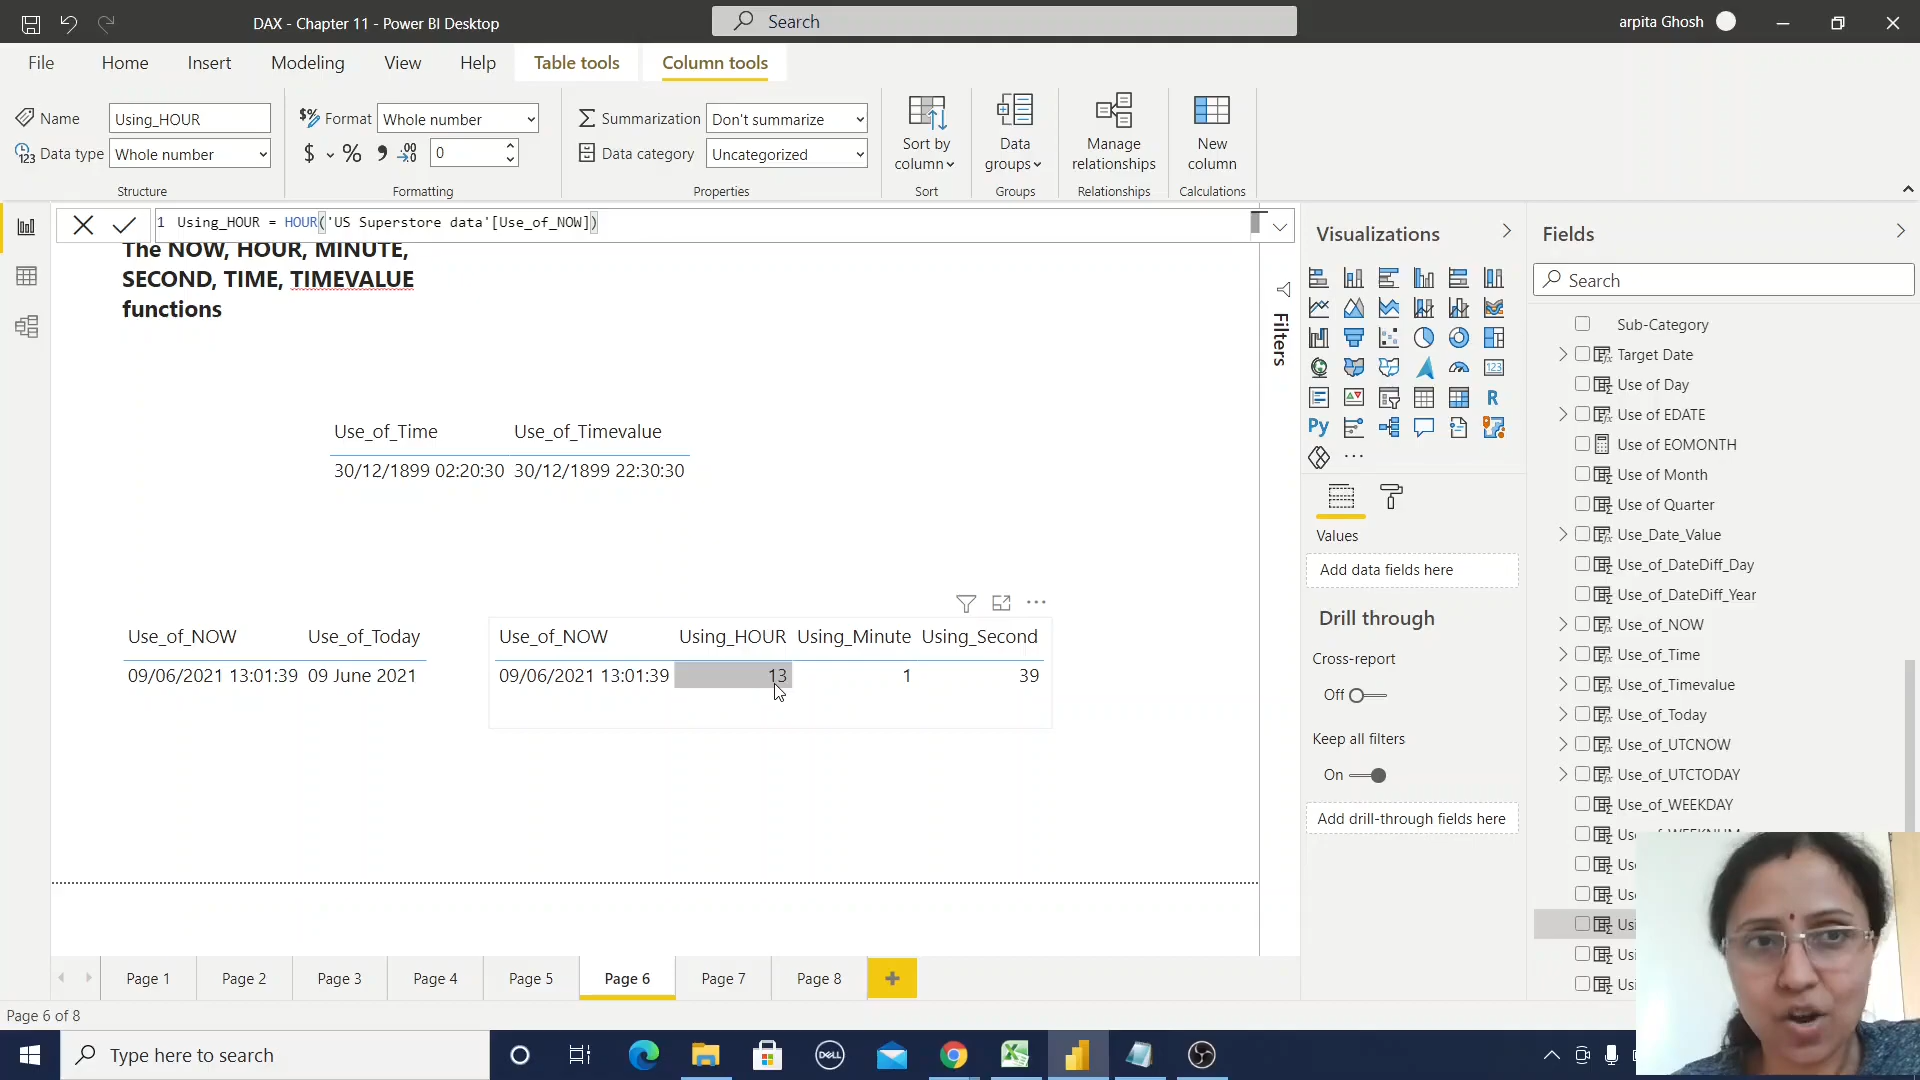 DAX - Chapter 11 - Power BI Desktop
Search
arpita Ghosh
File
Home
Insert
Modeling
View
Help
Table tools
Column tools
Name
Using_HOUR
Data type
Whole number
Structure
Format
Whole number
$
%
0
Formatting
Summarization
Don't summarize
Data category
Uncategorized
Properties
Sort by
column
Sort
Data
groups
Groups
Manage
relationships
Relationships
New
column
Calculations
1 Using_HOUR = HOUR('US Superstore data'[Use_of_NOW])
The NOW, HOUR, MINUTE,
SECOND, TIME, TIMEVALUE
functions
Use_of_Time Use_of_Timevalue
30/12/1899 02:20:30 30/12/1899 22:30:30
Use_of_NOW Use_of_Today
09/06/2021 13:01:39 09 June 2021
Use_of_NOW Using_HOUR Using_Minute Using_Second
09/06/2021 13:01:39 13 1 39
Filters
Visualizations
123
R
Py
Values
Add data fields here
Drill through
Cross-report
Off
Keep all filters
On
Add drill-through fields here
Fields
Search
Sub-Category
Target Date
Use of Day
Use of EDATE
Use of EOMONTH
Use of Month
Use of Quarter
Use_Date_Value
Use_of_DateDiff_Day
Use_of_DateDiff_Year
Use_of_NOW
Use_of_Time
Use_of_Timevalue
Use_of_Today
Use_of_UTCNOW
Use_of_UTCTODAY
Use_of_WEEKDAY
Page 1
Page 2
Page 3
Page 4
Page 5
Page 6
Page 7
Page 8
Page 6 of 8
Type here to search
DELL